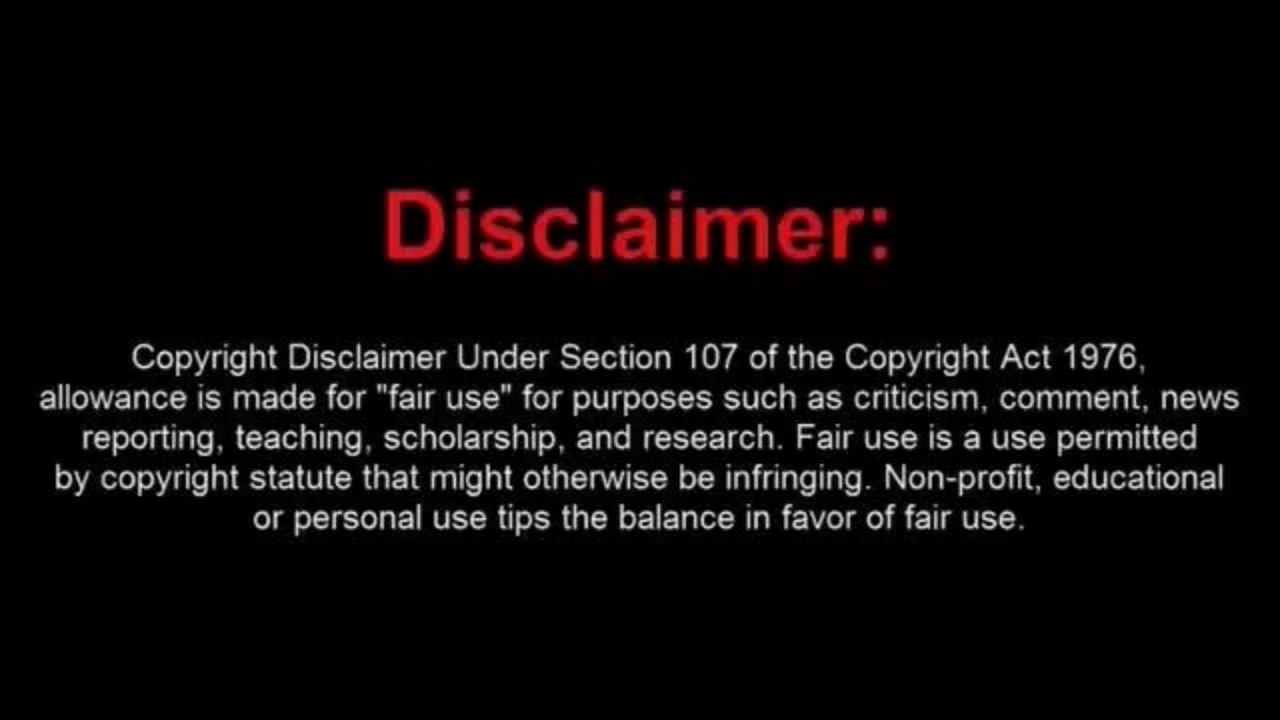 Disclaimer:
Copyright Disclaimer Under Section 107 of the Copyright Act 1976,
allowance is made for "fair use" for purposes such as criticism, comment, news
reporting, teaching, scholarship, and research. Fair use is a use permitted
by copyright statute that might otherwise be infringing. Non-profit, educational
or personal use tips the balance in favor of fair use.